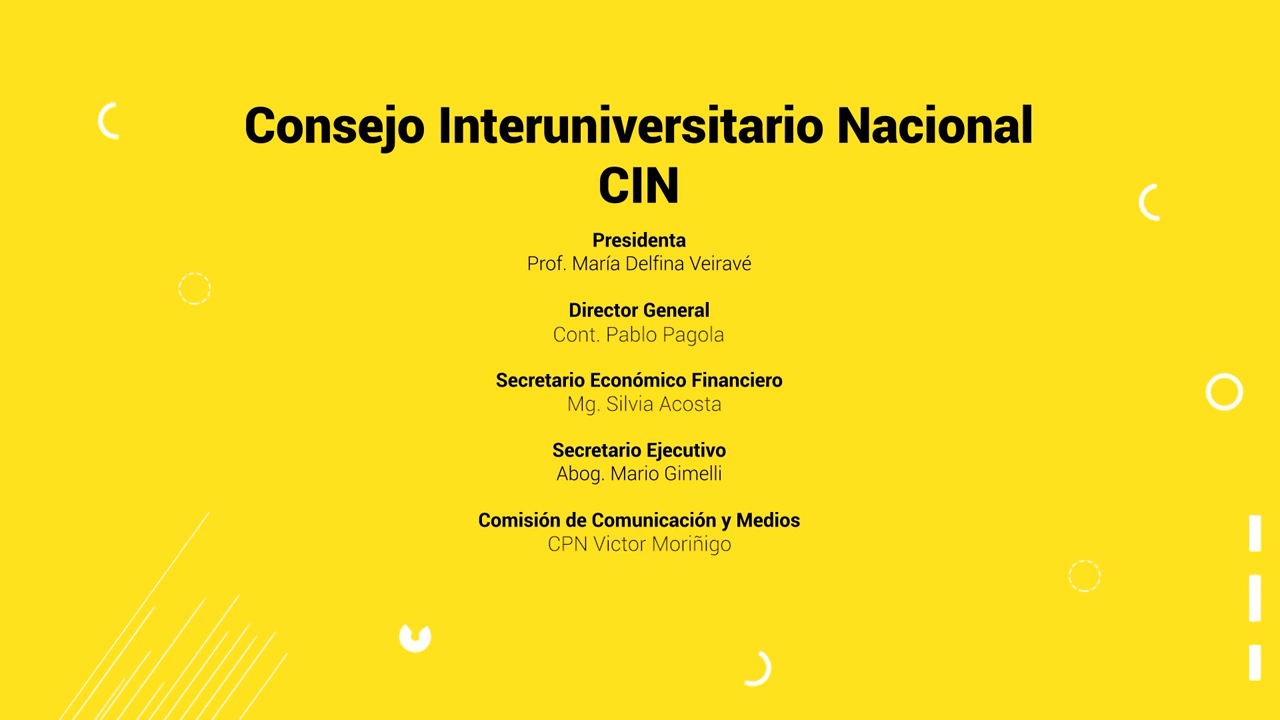 Consejo Interuniversitario Nacional
CIN
Presidenta
Prof. María Delfina Veiravé
Director General
Cont. Pablo Pagola
Secretario Económico Financiero
Mg. Silvia Acosta
Secretario Ejecutivo
Abog. Mario Gimelli
Comisión de Comunicación y Medios
CPN Victor Moriñigo